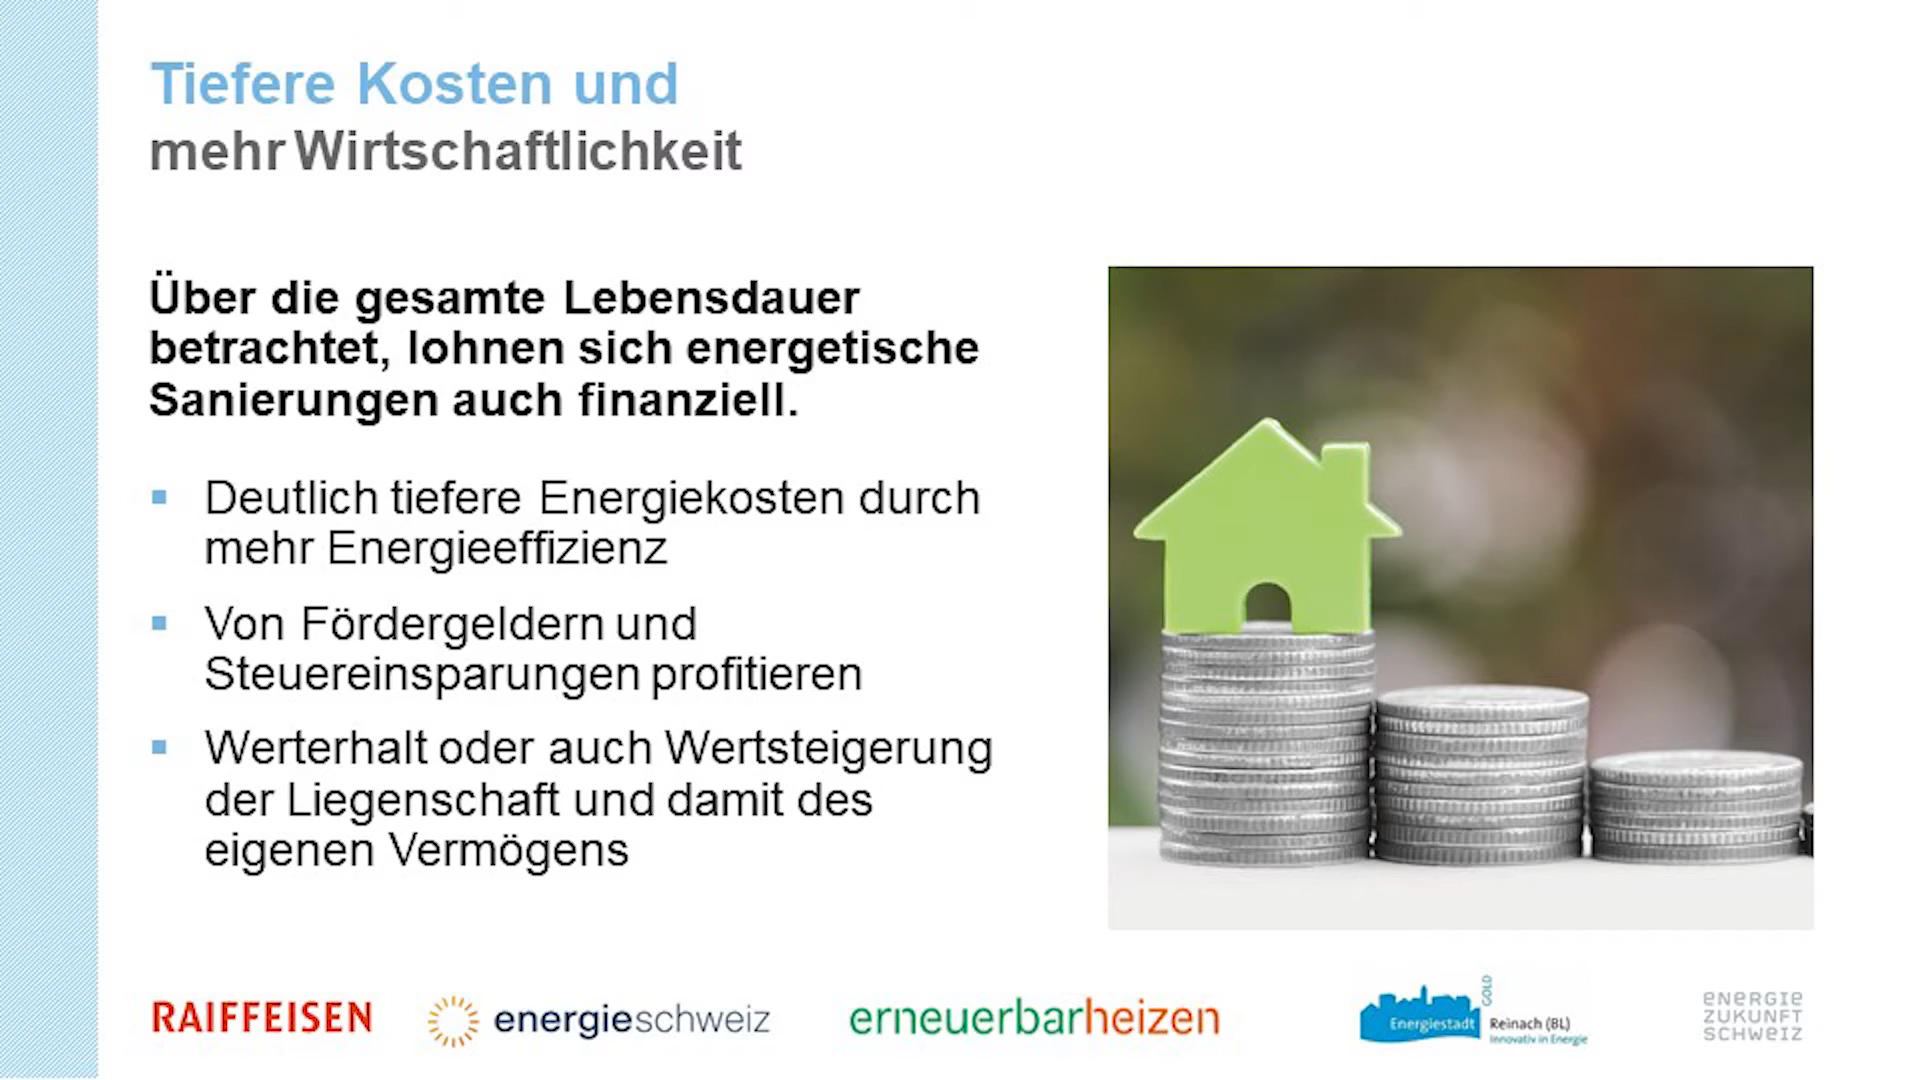 Tiefere Kosten und
mehr Wirtschaftlichkeit
Über die gesamte Lebensdauer
betrachtet, lohnen sich energetische
Sanierungen auch finanziell.
Deutlich tiefere Energiekosten durch
mehr Energieeffizienz
Von Fördergeldern und
Steuereinsparungen profitieren
Werterhalt oder auch Wertsteigerung
der Liegenschaft und damit des
eigenen Vermögens
RAIFFEISEN
energieschweiz
erneuerbarheizen
Energiestadt
GOLD
Reinach (BL)
Innovativ in Energie
ENERGIE
ZUKUNFT
SCHWEIZ